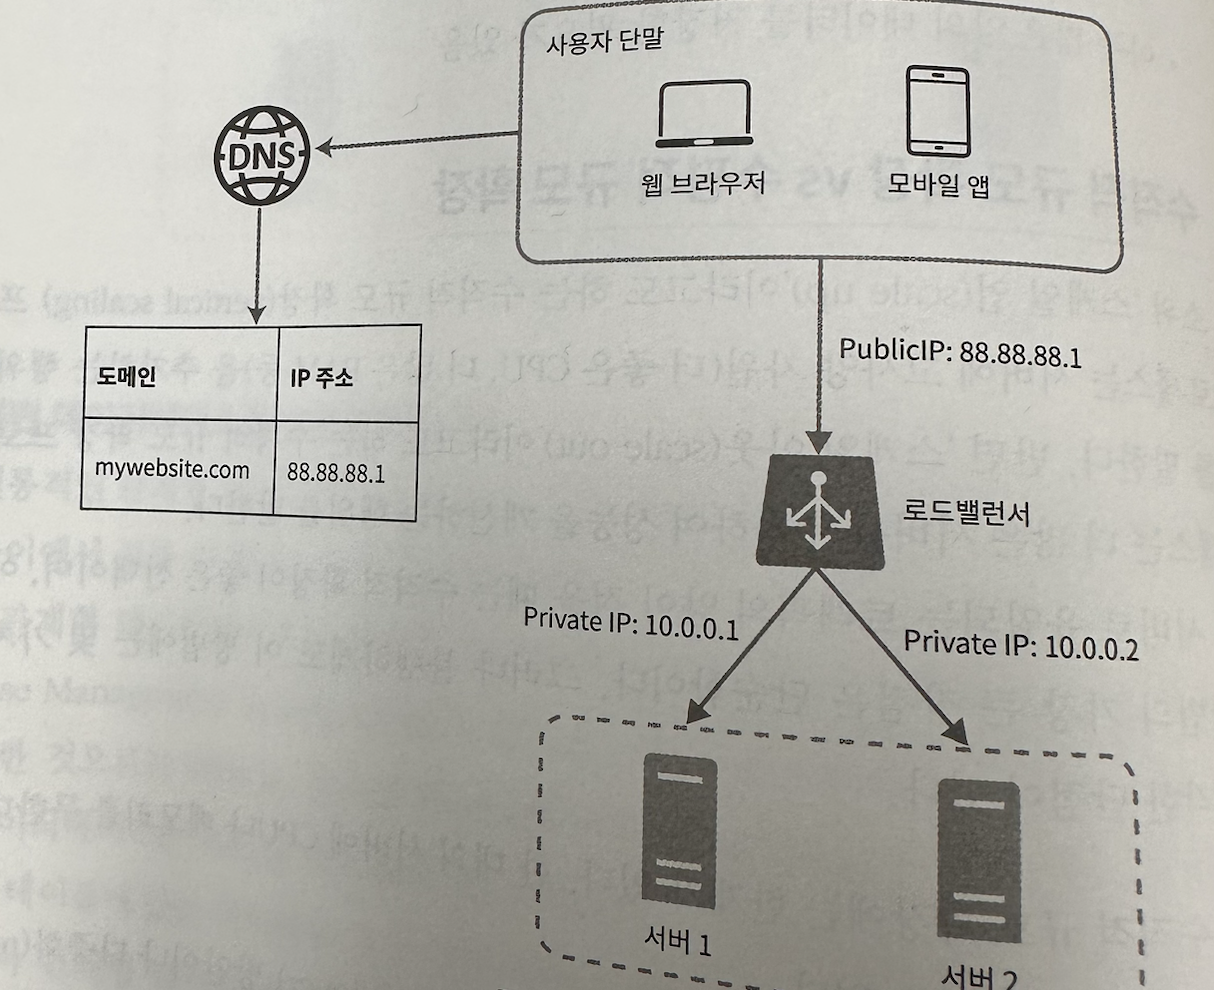 사용자 단말
DNS
웹 브라우저
모바일 앱
도메인
IP 주소
mywebsite.com
88.88.88.1
PublicIP: 88.88.88.1
로드밸런서
Private IP: 10.0.0.1
Private IP: 10.0.0.2
서버 1
서버 2